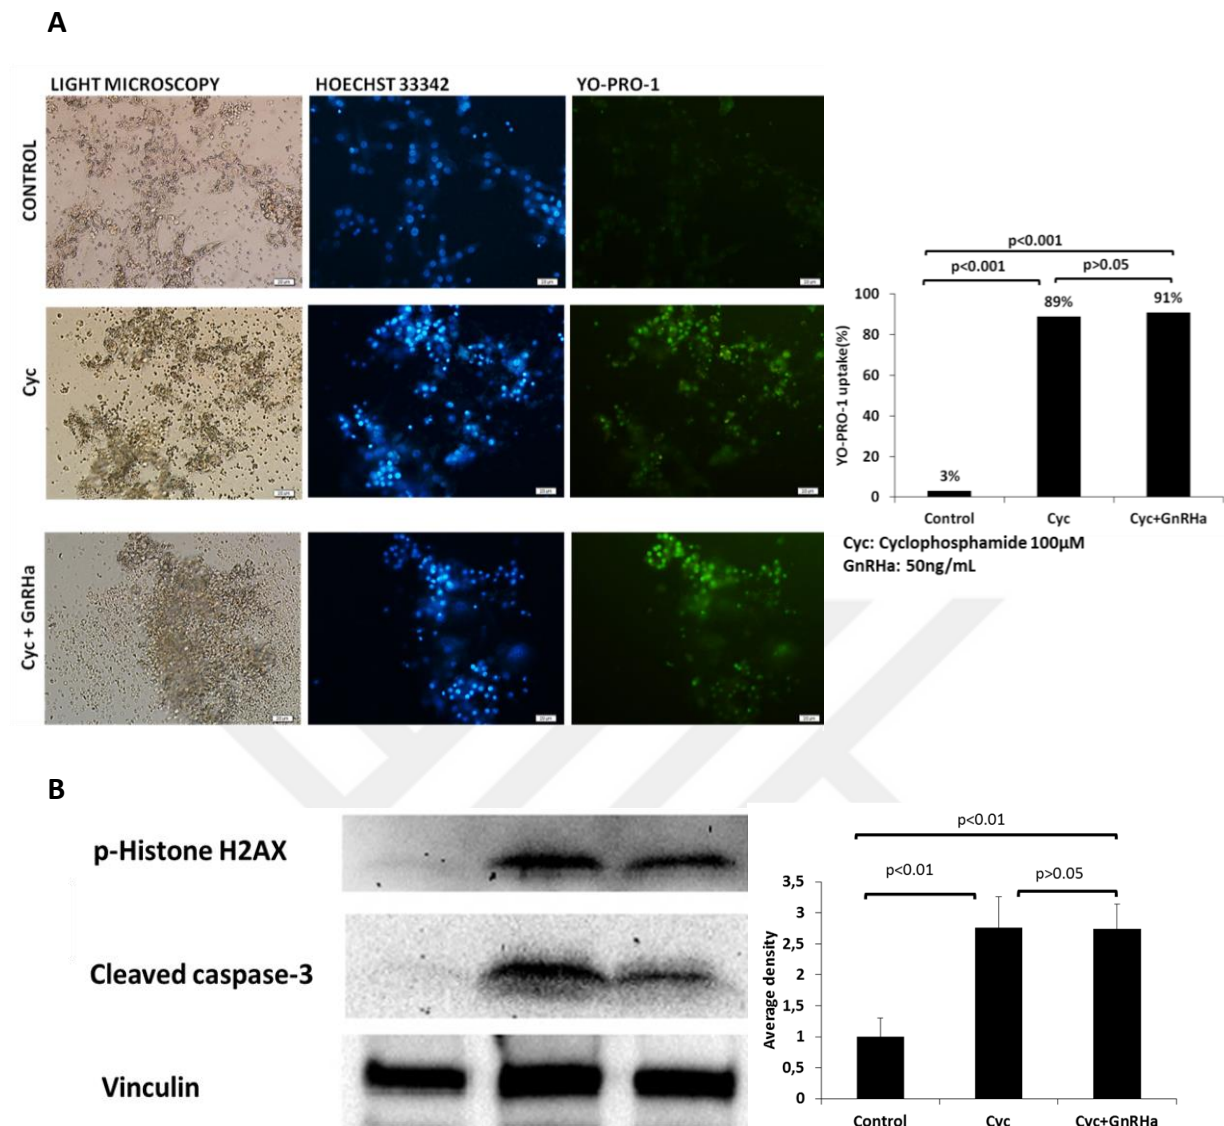 A
LIGHT MICROSCOPY
HOECHST 33342
YO-PRO-1
CONTROL
Cyc
Cyc + GnRHa
p<0.001
p<0.001
p>0.05
YO-PRO-1 uptake(%)
100
80
60
40
20
0
3%
89%
91%
Control
Cyc
Cyc+GnRHa
Cyc: Cyclophosphamide 100µM
GnRHa: 50ng/mL
B
p-Histone H2AX
Cleaved caspase-3
Vinculin
p<0.01
p<0.01
p>0.05
Average density
3,5
3
2,5
2
1,5
1
0,5
0
Control
Cyc
Cyc+GnRHa